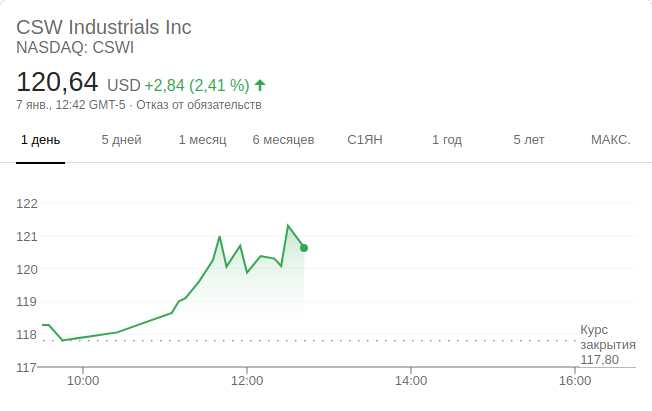 CSW Industrials Inc
NASDAQ: CSWI
120,64 USD +2,84 (2,41 %)
7 янв., 12:42 GMT-5 · Отказ от обязательств
1 день 5 дней 1 месяц 6 месяцев С1ЯН 1 год 5 лет МАКС.
122
121
120
119
118
117
Курс
закрытия
117,80
10:00 12:00 14:00 16:00